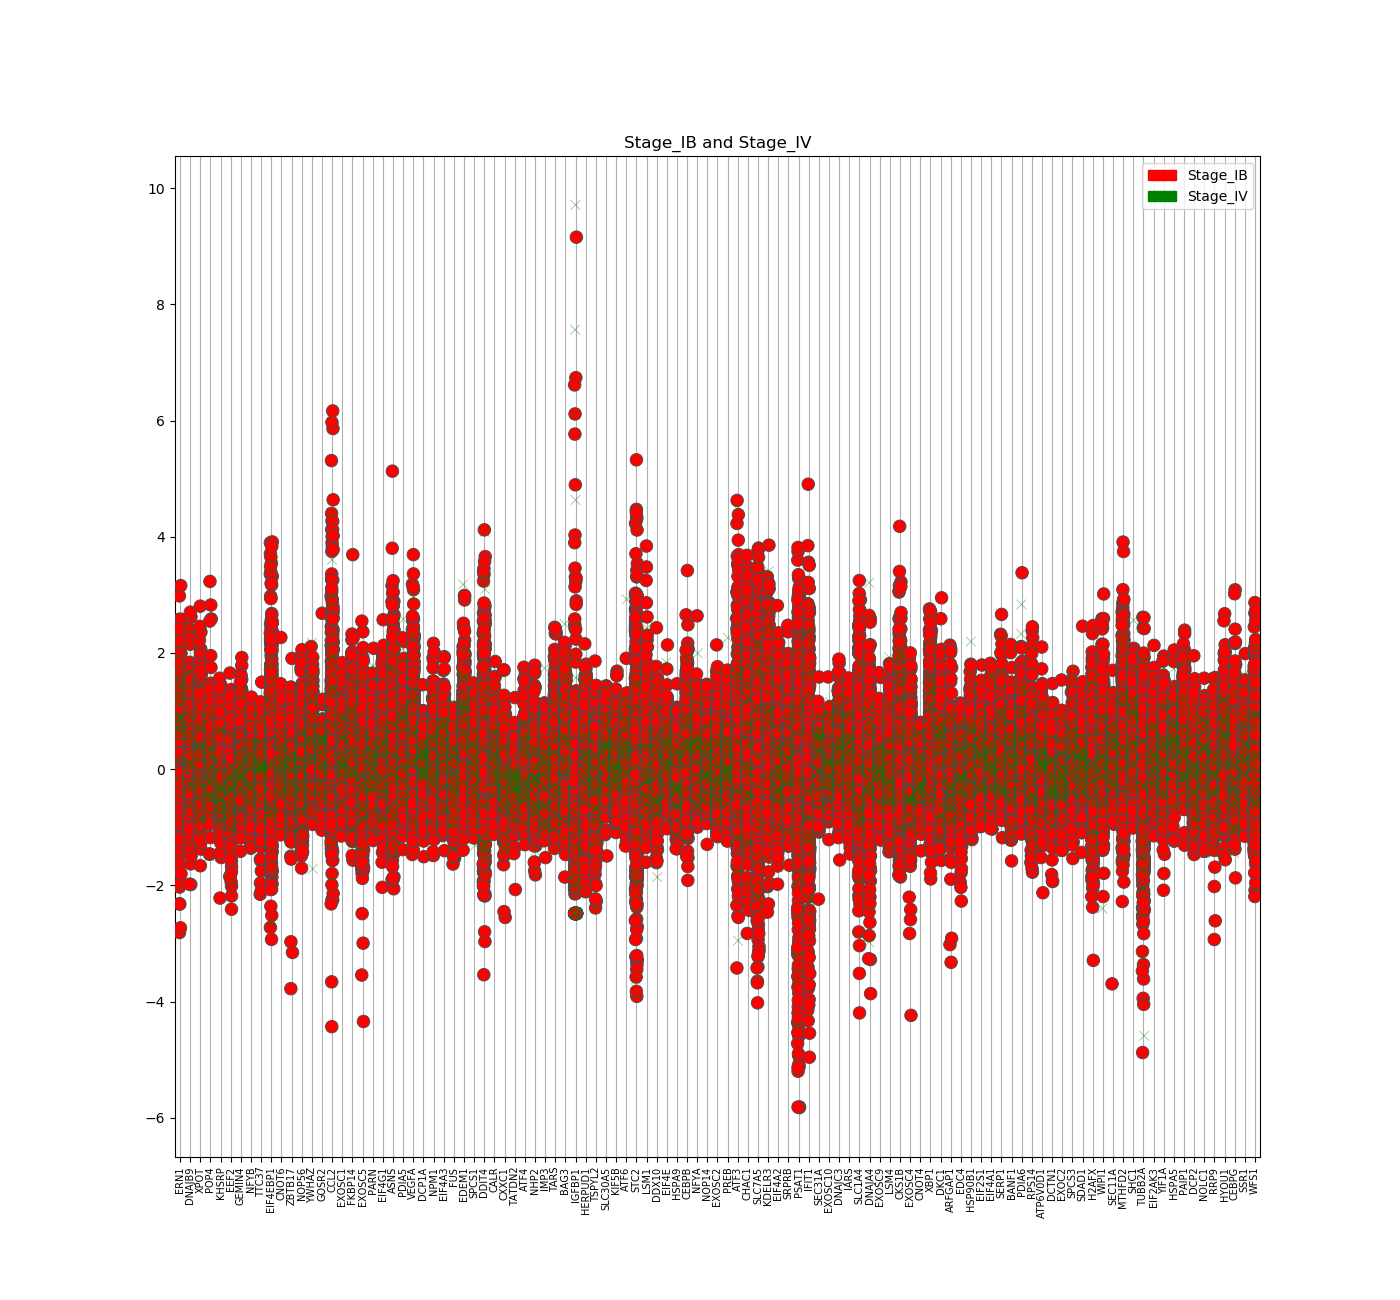 Stage_IB and Stage_IV
Stage_IB
Stage_IV
10
8
6
4
2
0
−2
−4
−6
ERN1
DNAJB9
XPOT
POP4
KHSRP
EEF2
GEMIN4
NFYB
TTC37
EIF4EBP1
CNOT6
ZBTB17
NOP56
YWHAZ
GOSR2
CCL2
EXOSC1
FKBP14
EXOSC5
PARN
EIF4G1
ASNS
PDIA5
VEGFA
DCP1A
NPM1
EIF4A3
FUS
EDEM1
SPCS1
DDIT4
CALR
CXXC1
TATDN2
ATF4
NHP2
IMP3
TARS
BAG3
IGFBP1
HERPUD1
TSPYL2
SLC30A5
KIF5B
ATF6
STC2
LSM1
DDX10
EIF4E
HSPA9
CEBPB
NFYA
NOP14
EXOSC2
PREB
ATF3
CHAC1
SLC7A5
KDELR3
EIF4A2
SRPRB
PSAT1
IFIT1
SEC31A
EXOSC10
DNAJC3
IARS
SLC1A4
DNAJA4
EXOSC9
LSM4
CKS1B
EXOSC4
CNOT4
XBP1
DKC1
ARFGAP1
EDC4
HSP90B1
EIF2S1
EIF4A1
SERP1
BANF1
PDIA6
RPS14
ATP6V0D1
DCTN1
EXOC2
SPCS3
SDAD1
H2AFX
WIPI1
SEC11A
MTHFD2
SHC1
TUBB2A
EIF2AK3
YIF1A
HSPA5
PAIP1
DCP2
NOLC1
RRP9
HYOU1
CEBPG
SSR1
WFS1